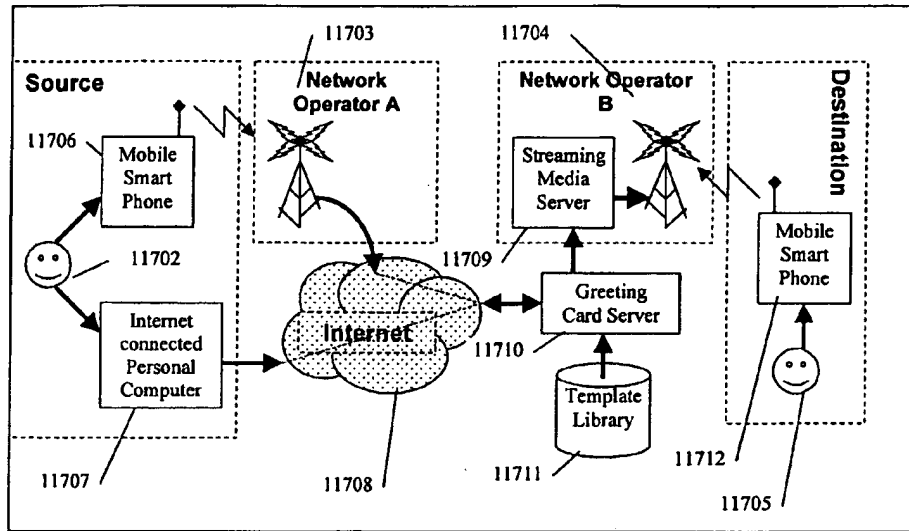 11703
11704
Source
Network
Operator A
Network Operator
B
Destination
11706
Mobile
Smart
Phone
Streaming
Media
Server
11702
11709
Mobile
Smart
Phone
Internet
connected
Personal
Computer
Internet
Greeting
Card Server
11710
Template
Library
11707
11708
11711
11712
11705